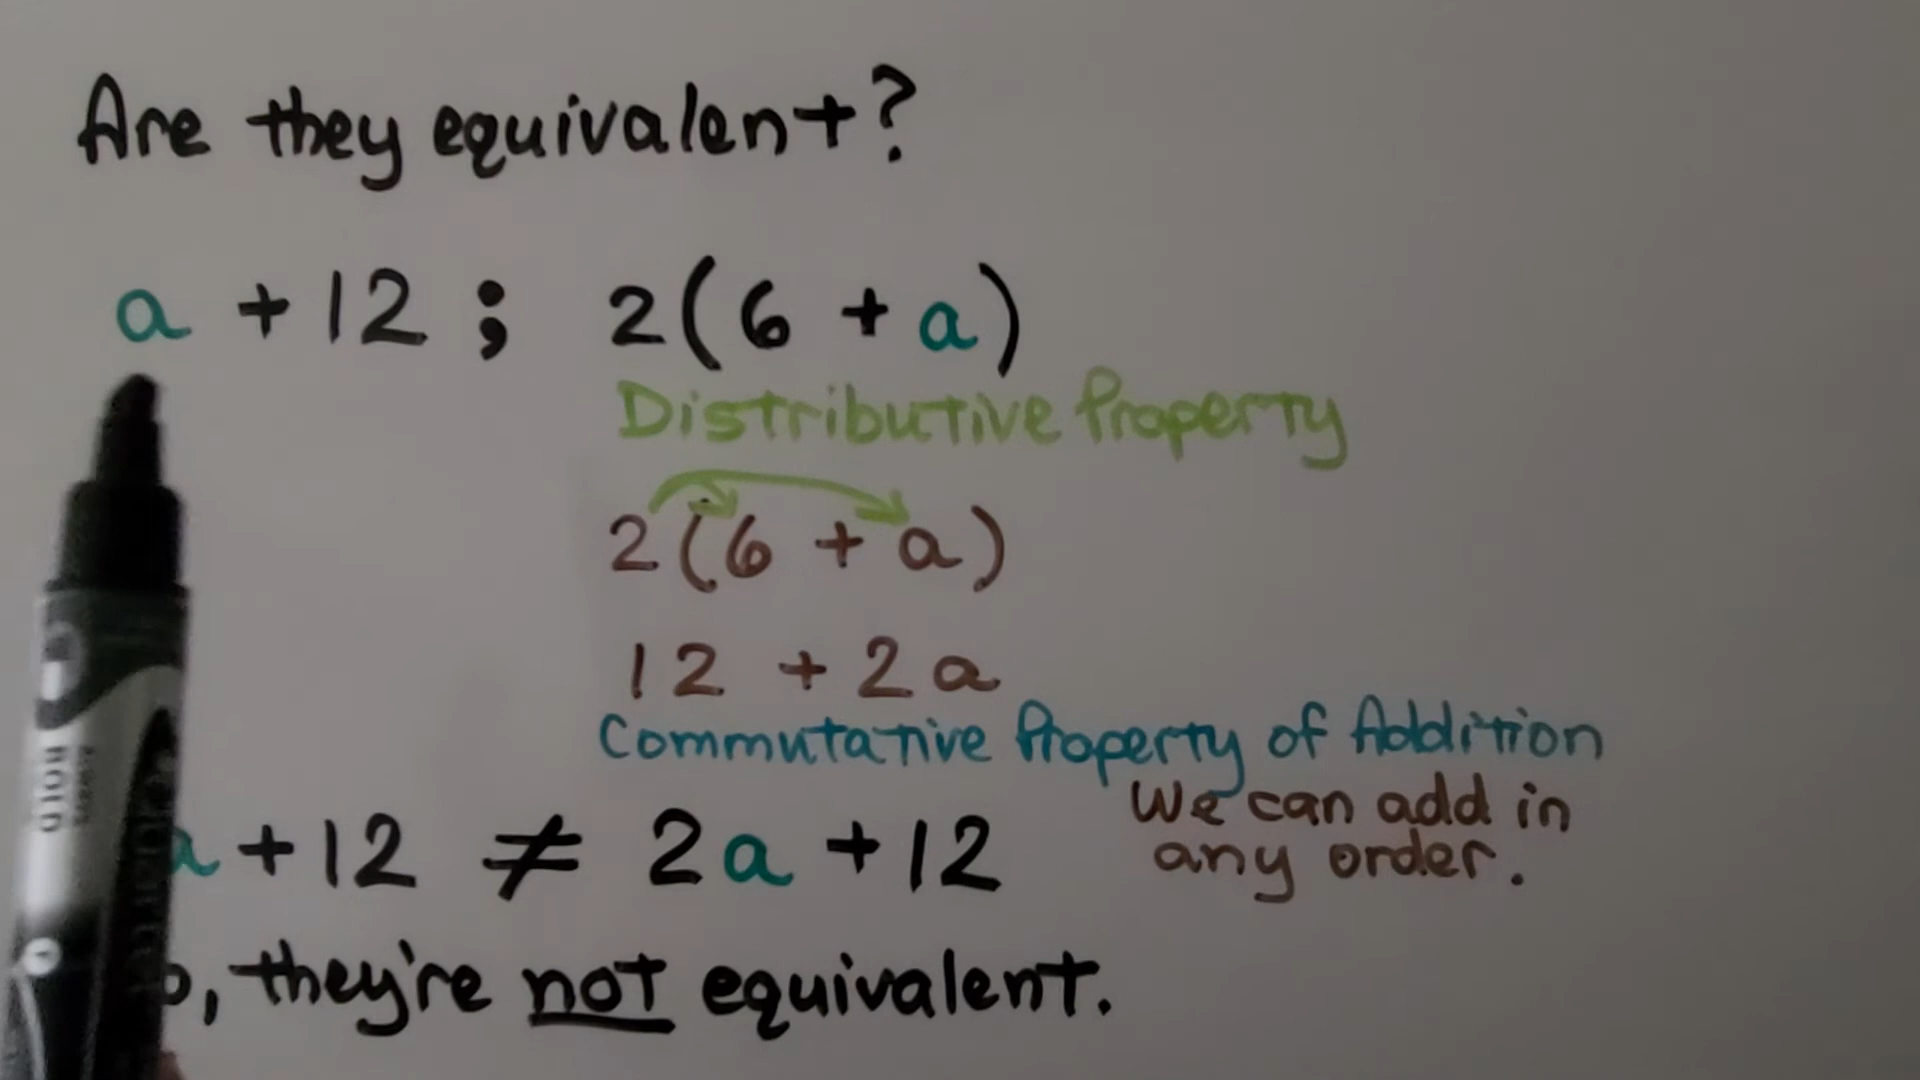 Are they equivalent?
a + 12 ; 2(6 + a)
Distributive Property
2(6 + a)
12 + 2a
Commutative Property of Addition
We can add in
any order.
a + 12 ≠ 2a + 12
, they're not equivalent.
BOLD